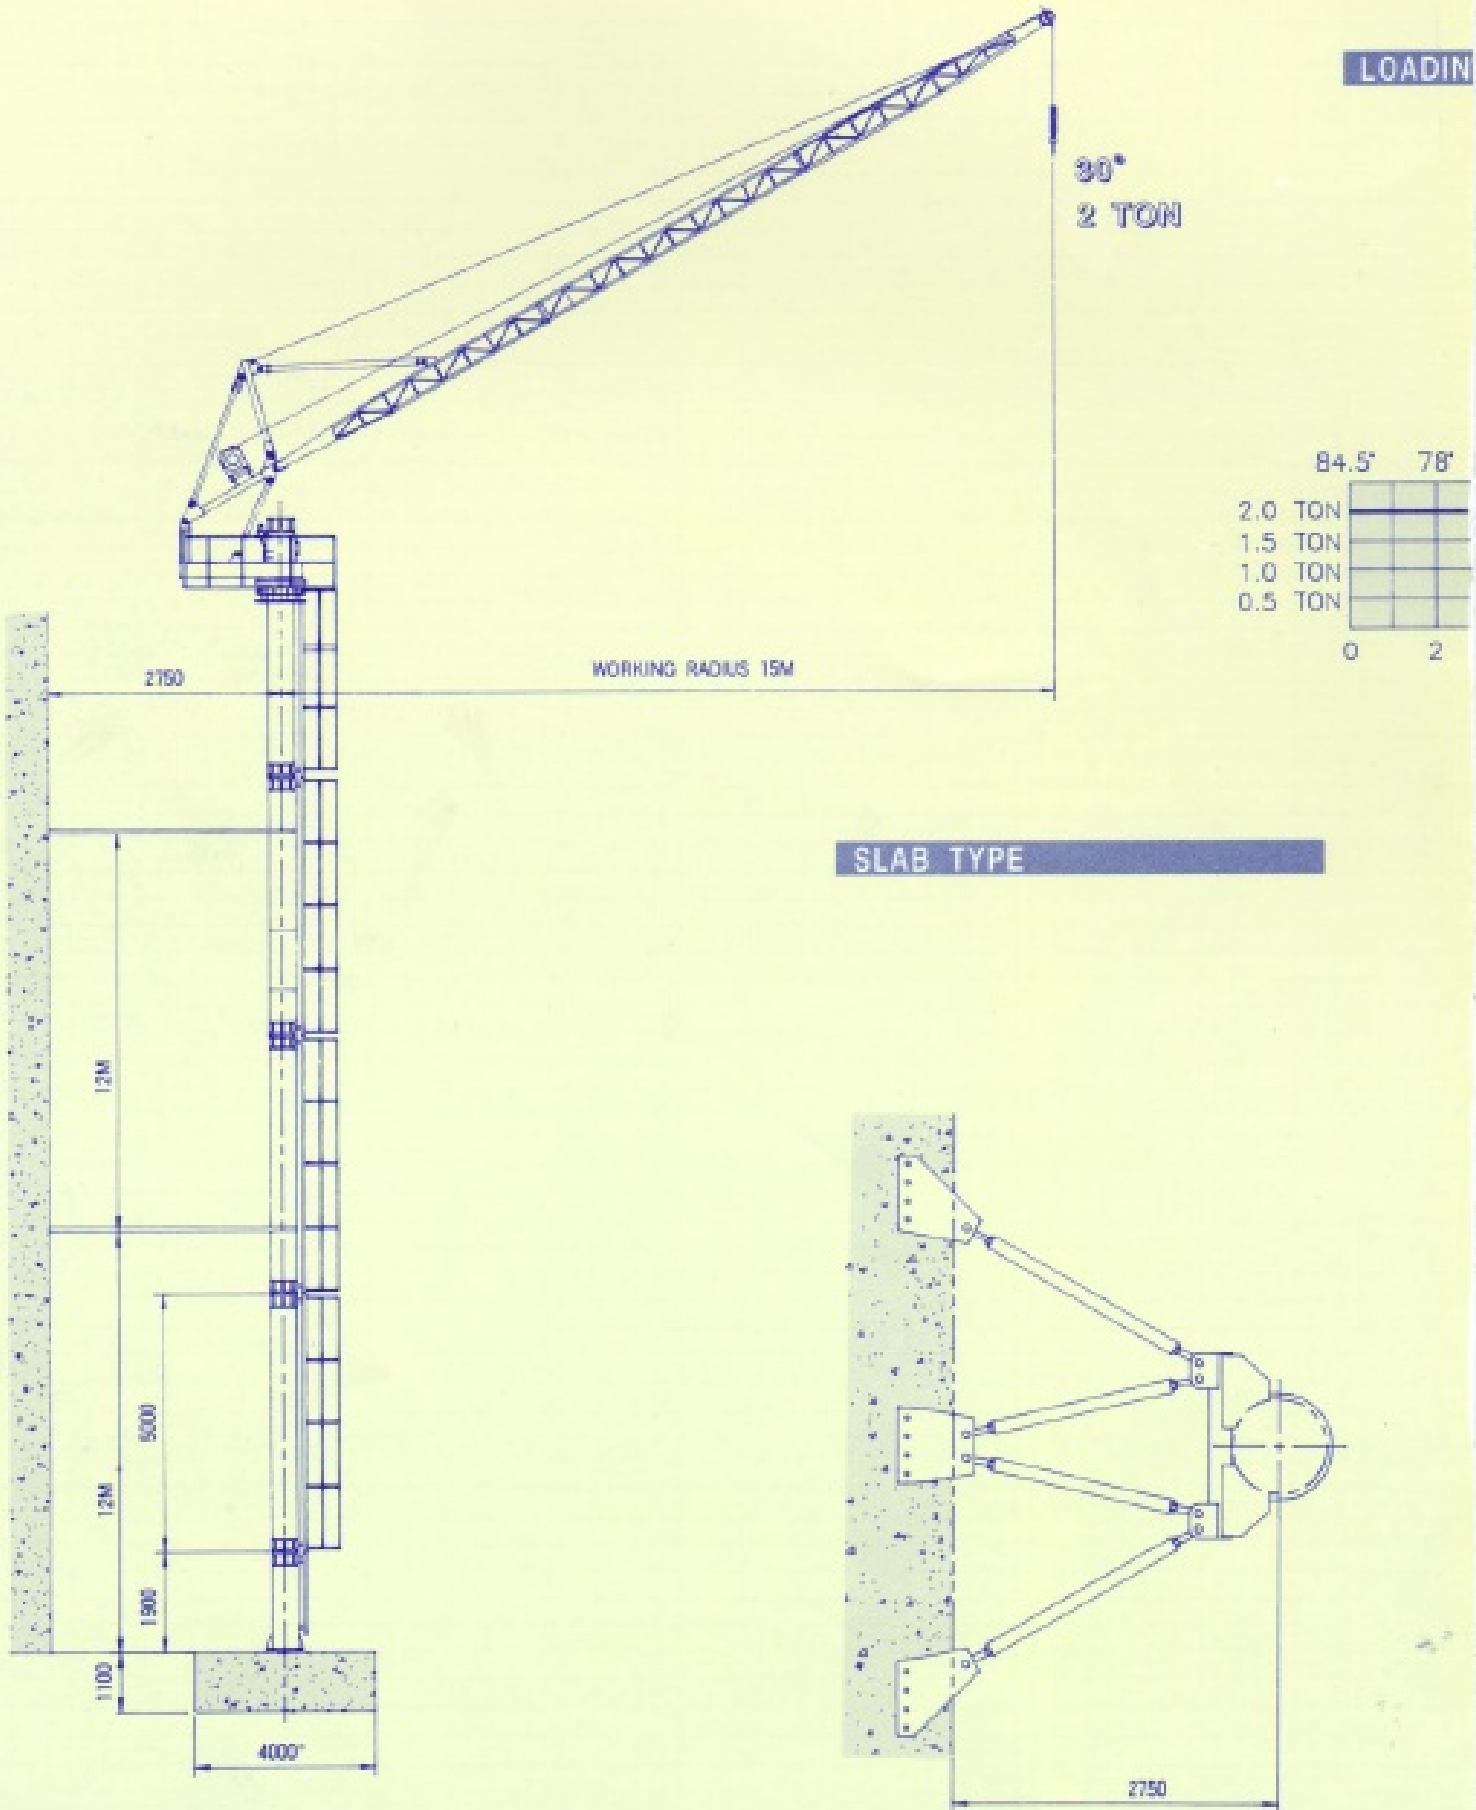 LOADIN
30°
2 TON
84.5° 78°
2.0 TON
1.5 TON
1.0 TON
0.5 TON
0 2
2750
WORKING RADIUS 15M
SLAB TYPE
12M
6000
12M
1900
1100
4000"
2750